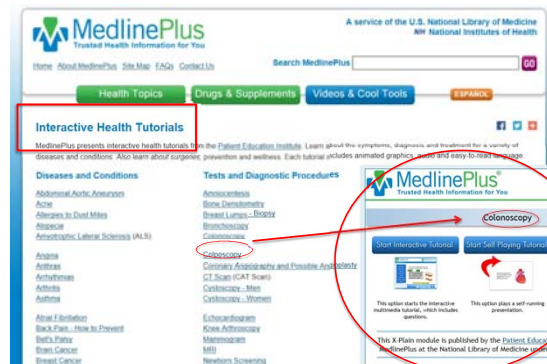 MedlinePlus
Trusted Health Information for You
A service of the U.S. National Library of Medicine
NIH National Institutes of Health
Home About MedlinePlus Site Map FAQs Contact Us
Search MedlinePlus
GO
Health Topics
Drugs & Supplements
Videos & Cool Tools
ESPAÑOL
Interactive Health Tutorials
MedlinePlus presents interactive health tutorials from the Patient Education Institute. Learn about the symptoms, diagnosis and treatment for a variety of
diseases and conditions. Also learn about surgeries, prevention and wellness. Each tutorial includes animated graphics, audio and easy-to-read language.
Diseases and Conditions
Abdominal Aortic Aneurysm
Acne
Allergies to Dust Mites
Alopecia
Amyotrophic Lateral Sclerosis (ALS)
Angina
Anthrax
Arrhythmias
Arthritis
Asthma
Atrial Fibrillation
Back Pain - How to Prevent
Bell's Palsy
Brain Cancer
Breast Cancer
Tests and Diagnostic Procedures
Amniocentesis
Bone Densitometry
Breast Lumps - Biopsy
Bronchoscopy
Colonoscopy
Colposcopy
Coronary Angiography and Possible Angioplasty
CT Scan (CAT Scan)
Cystoscopy - Men
Cystoscopy - Women
Echocardiogram
Knee Arthroscopy
Mammogram
MRI
Newborn Screening
MedlinePlus®
Trusted Health Information for You
Colonoscopy
Start Interactive Tutorial
Start Self Playing Tutorial
This option starts the interactive
multimedia tutorial, which includes
questions.
This option plays a self-running
presentation.
This X-Plain module is published by the Patient Educa
MedlinePlus at the National Library of Medicine unde